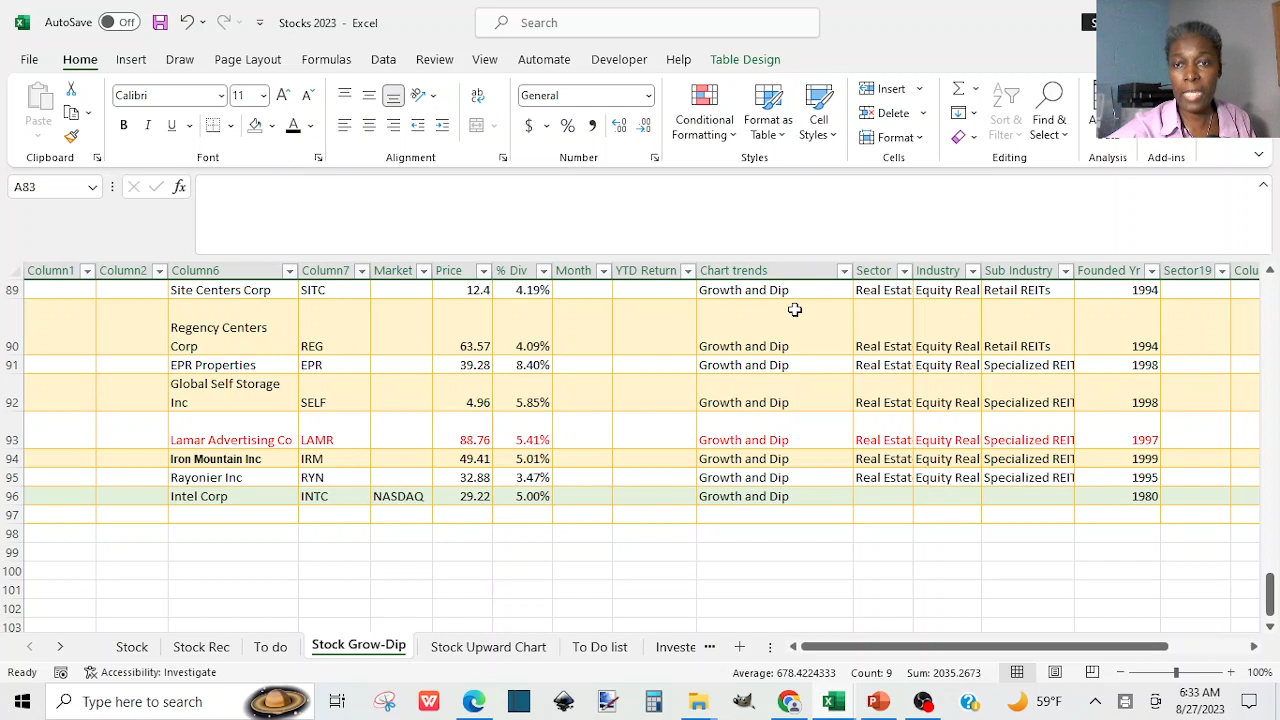 AutoSave Off Stocks 2023 - Excel Search
File Home Insert Draw Page Layout Formulas Data Review View Automate Developer Help Table Design
Paste Calibri 11 A A General Conditional Formatting Format as Table Cell Styles Insert Delete Format Sort & Filter Find & Select
B I U A $ %
Clipboard Font Alignment Number Styles Cells Editing Analysis Add-ins
A83 fx
Column1 Column2 Column6 Column7 Market Price % Div Month YTD Return Chart trends Sector Industry Sub Industry Founded Yr Sector19 Colu
89 Site Centers Corp SITC 12.4 4.19% Growth and Dip Real Estat Equity Real Retail REITs 1994
90 Regency Centers Corp REG 63.57 4.09% Growth and Dip Real Estat Equity Real Retail REITs 1994
91 EPR Properties EPR 39.28 8.40% Growth and Dip Real Estat Equity Real Specialized REIT 1998
92 Global Self Storage Inc SELF 4.96 5.85% Growth and Dip Real Estat Equity Real Specialized REIT 1998
93 Lamar Advertising Co LAMR 88.76 5.41% Growth and Dip Real Estat Equity Real Specialized REIT 1997
94 Iron Mountain Inc IRM 49.41 5.01% Growth and Dip Real Estat Equity Real Specialized REIT 1999
95 Rayonier Inc RYN 32.88 3.47% Growth and Dip Real Estat Equity Real Specialized REIT 1995
96 Intel Corp INTC NASDAQ 29.22 5.00% Growth and Dip 1980
97
98
99
100
101
102
103
Stock Stock Rec To do Stock Grow-Dip Stock Upward Chart To Do list Investe ...
Ready Accessibility: Investigate Average: 678.4224333 Count: 9 Sum: 2035.2673 100%
Type here to search 59°F 6:33 AM
8/27/2023